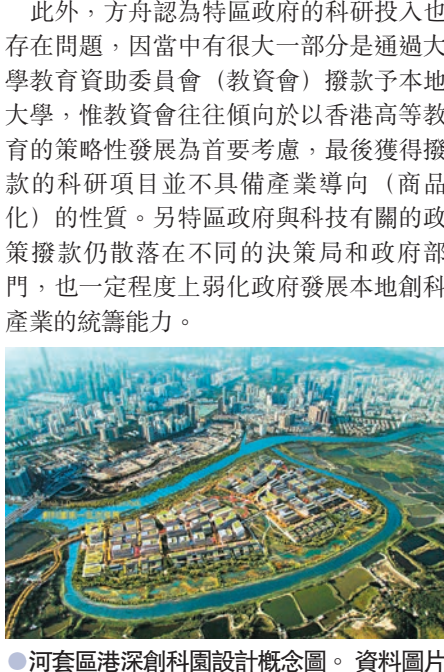 此外，方舟認為特區政府的科研投入也
存在問題，因當中有很大一部分是通過大
學教育資助委員會（教資會）撥款予本地
大學，惟教資會往往傾向於以香港高等教
育的策略性發展為首要考慮，最後獲得撥
款的科研項目並不具備產業導向（商品
化）的性質。另特區政府與科技有關的政
策撥款仍散落在不同的決策局和政府部
門，也一定程度上弱化政府發展本地創科
產業的統籌能力。
●河套區港深創科園設計概念圖。 資料圖片